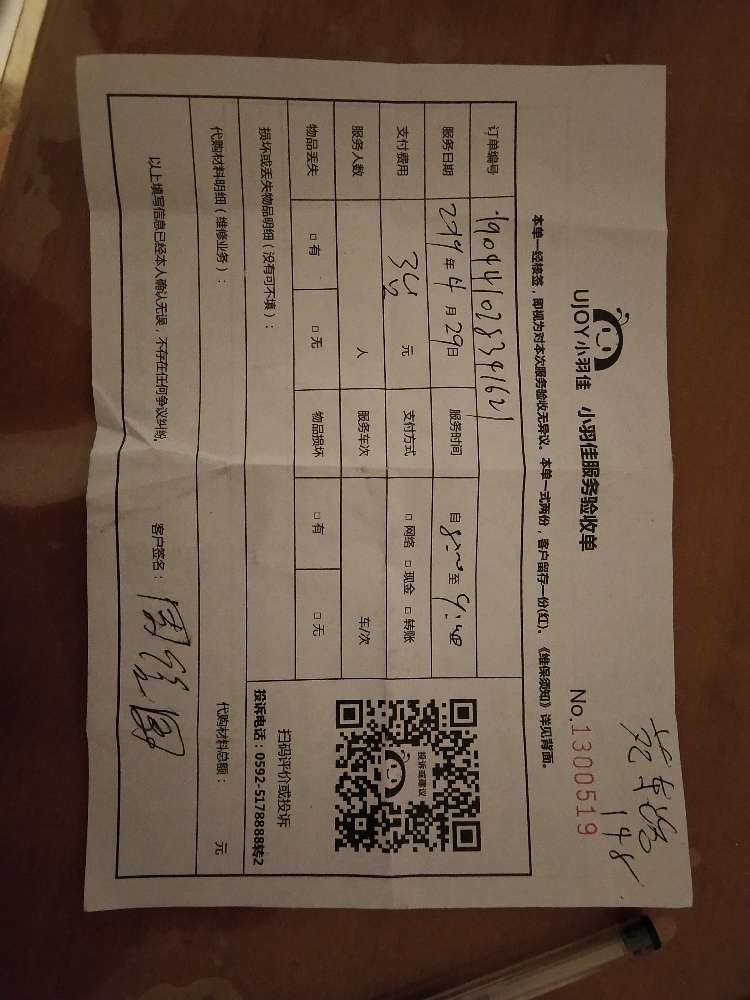 UJOY小羽佳 小羽佳服务验收单
No.1300519
148
本单一经核签，即视为对本次服务验收无异议。本单一式两份，客户留存一份(红)。《维保须知》详见背面。
订单编号
服务日期 2019年4月29日 服务时间 自 至
支付费用 元 支付方式 □网络 □现金 □转账
服务人数 人 服务车次 车/次
物品丢失 □有 □无 物品损坏 □有 □无
损坏或丢失物品明细（没有可不填）：
投诉或建议
扫码评价或投诉
投诉电话：0592-5178888转2
代购材料明细（维修业务）： 代购材料总额： 元
以上填写信息已经本人确认无误，不存在任何争议纠纷。 客户签名：